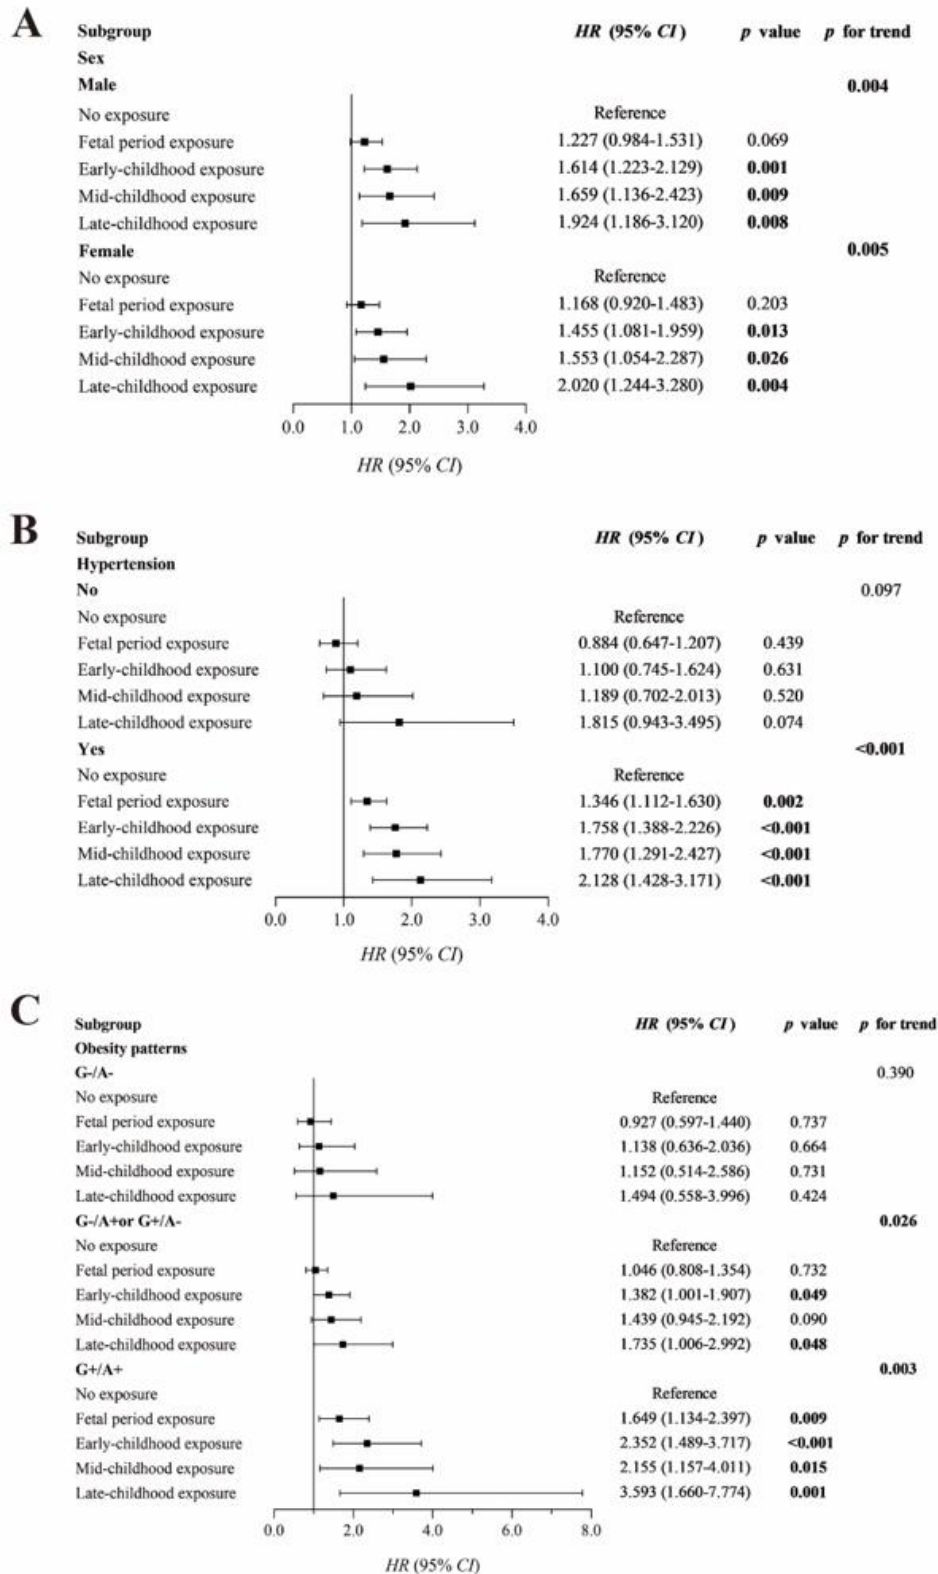 A
Subgroup HR (95% CI) p value p for trend
Sex
Male 0.004
No exposure Reference
Fetal period exposure 1.227 (0.984-1.531) 0.069
Early-childhood exposure 1.614 (1.223-2.129) 0.001
Mid-childhood exposure 1.659 (1.136-2.423) 0.009
Late-childhood exposure 1.924 (1.186-3.120) 0.008
Female 0.005
No exposure Reference
Fetal period exposure 1.168 (0.920-1.483) 0.203
Early-childhood exposure 1.455 (1.081-1.959) 0.013
Mid-childhood exposure 1.553 (1.054-2.287) 0.026
Late-childhood exposure 2.020 (1.244-3.280) 0.004
0.0 1.0 2.0 3.0 4.0
HR (95% CI)
B
Subgroup HR (95% CI) p value p for trend
Hypertension
No 0.097
No exposure Reference
Fetal period exposure 0.884 (0.647-1.207) 0.439
Early-childhood exposure 1.100 (0.745-1.624) 0.631
Mid-childhood exposure 1.189 (0.702-2.013) 0.520
Late-childhood exposure 1.815 (0.943-3.495) 0.074
Yes <0.001
No exposure Reference
Fetal period exposure 1.346 (1.112-1.630) 0.002
Early-childhood exposure 1.758 (1.388-2.226) <0.001
Mid-childhood exposure 1.770 (1.291-2.427) <0.001
Late-childhood exposure 2.128 (1.428-3.171) <0.001
0.0 1.0 2.0 3.0 4.0
HR (95% CI)
C
Subgroup HR (95% CI) p value p for trend
Obesity patterns
G-/A- 0.390
No exposure Reference
Fetal period exposure 0.927 (0.597-1.440) 0.737
Early-childhood exposure 1.138 (0.636-2.036) 0.664
Mid-childhood exposure 1.152 (0.514-2.586) 0.731
Late-childhood exposure 1.494 (0.558-3.996) 0.424
G-/A+or G+/A- 0.026
No exposure Reference
Fetal period exposure 1.046 (0.808-1.354) 0.732
Early-childhood exposure 1.382 (1.001-1.907) 0.049
Mid-childhood exposure 1.439 (0.945-2.192) 0.090
Late-childhood exposure 1.735 (1.006-2.992) 0.048
G+/A+ 0.003
No exposure Reference
Fetal period exposure 1.649 (1.134-2.397) 0.009
Early-childhood exposure 2.352 (1.489-3.717) <0.001
Mid-childhood exposure 2.155 (1.157-4.011) 0.015
Late-childhood exposure 3.593 (1.660-7.774) 0.001
0.0 2.0 4.0 6.0 8.0
HR (95% CI)